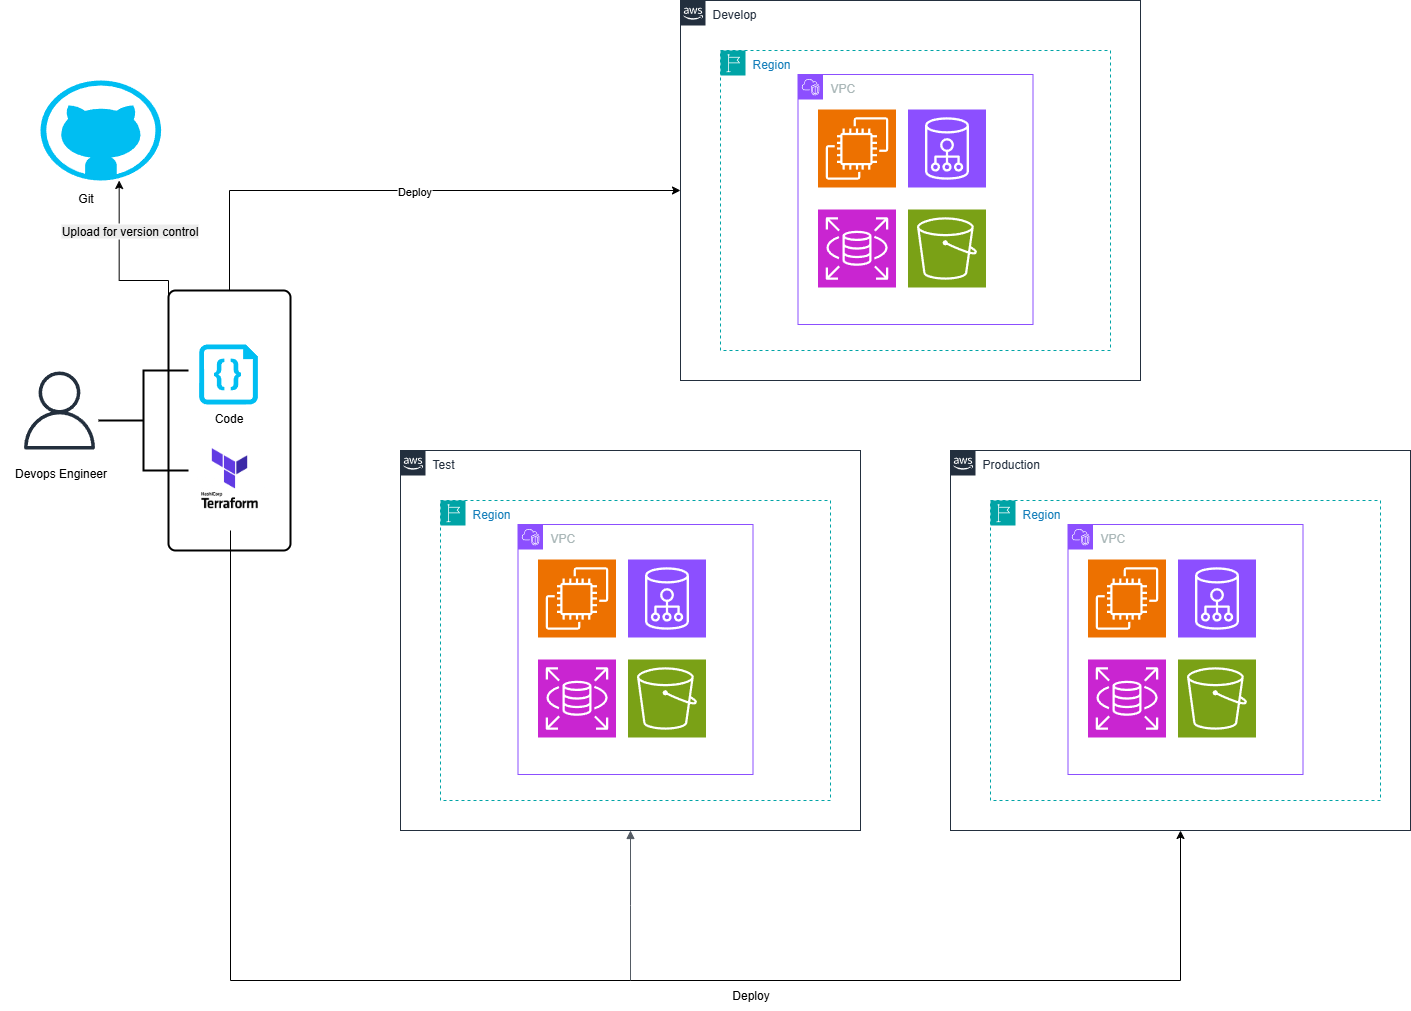 aws
Develop
Region
VPC
Git
Deploy
Upload for version control
Code
HashiCorp
Terraform
Devops Engineer
aws
Test
Region
VPC
aws
Production
Region
VPC
Deploy